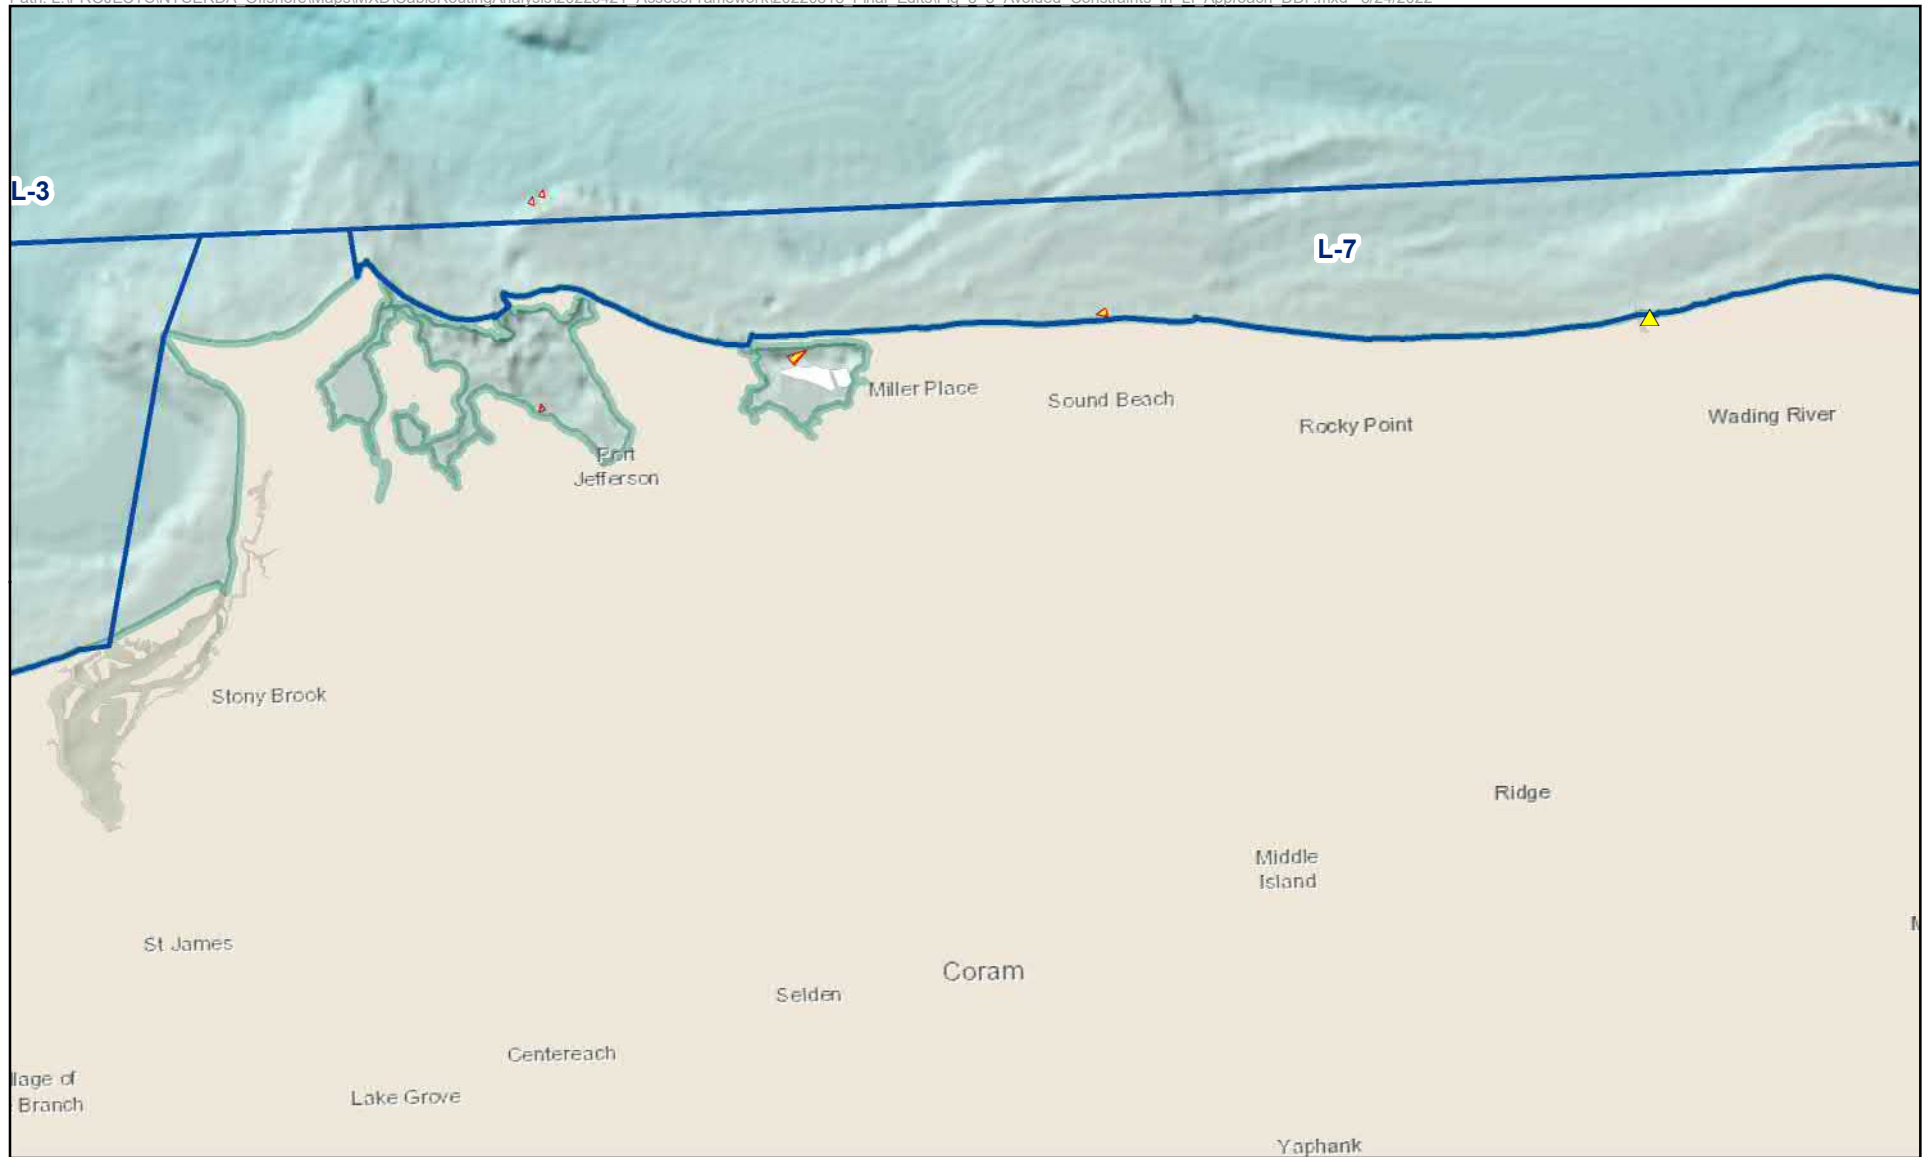 L-3
L-7
Miller Place
Sound Beach
Rocky Point
Wading River
Port
Jefferson
Stony Brook
Ridge
Middle
Island
St James
Coram
Selden
Centereach
lage of
Branch
Lake Grove
Yaphank